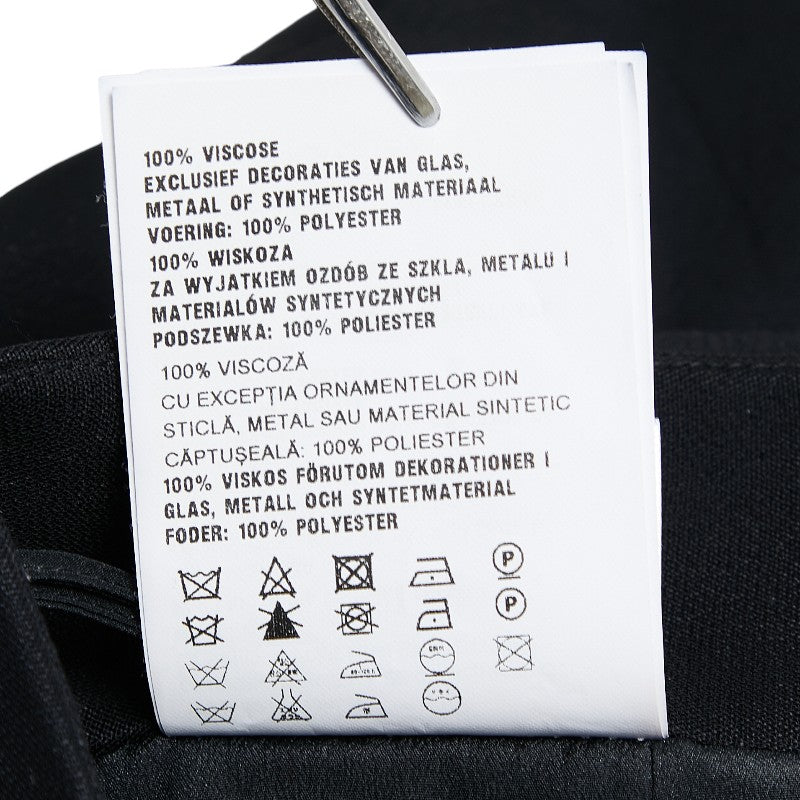 100% VISCOSE
EXCLUSIEF DECORATIES VAN GLAS,
METAAL OF SYNTHETISCH MATERIAAL
VOERING: 100% POLYESTER
100% WISKOZA
ZA WYJATKIEM OZDÓB ZE SZKLA, METALU I
MATERIALÓW SYNTETYCZNYCH
PODSZEWKA: 100% POLIESTER
100% VISCOZĂ
CU EXCEPŢIA ORNAMENTELOR DIN
STICLĂ, METAL SAU MATERIAL SINTETIC
CĂPTUŞEALĂ: 100% POLIESTER
100% VISKOS FÖRUTOM DEKORATIONER I
GLAS, METALL OCH SYNTETMATERIAL
FODER: 100% POLYESTER
P
P